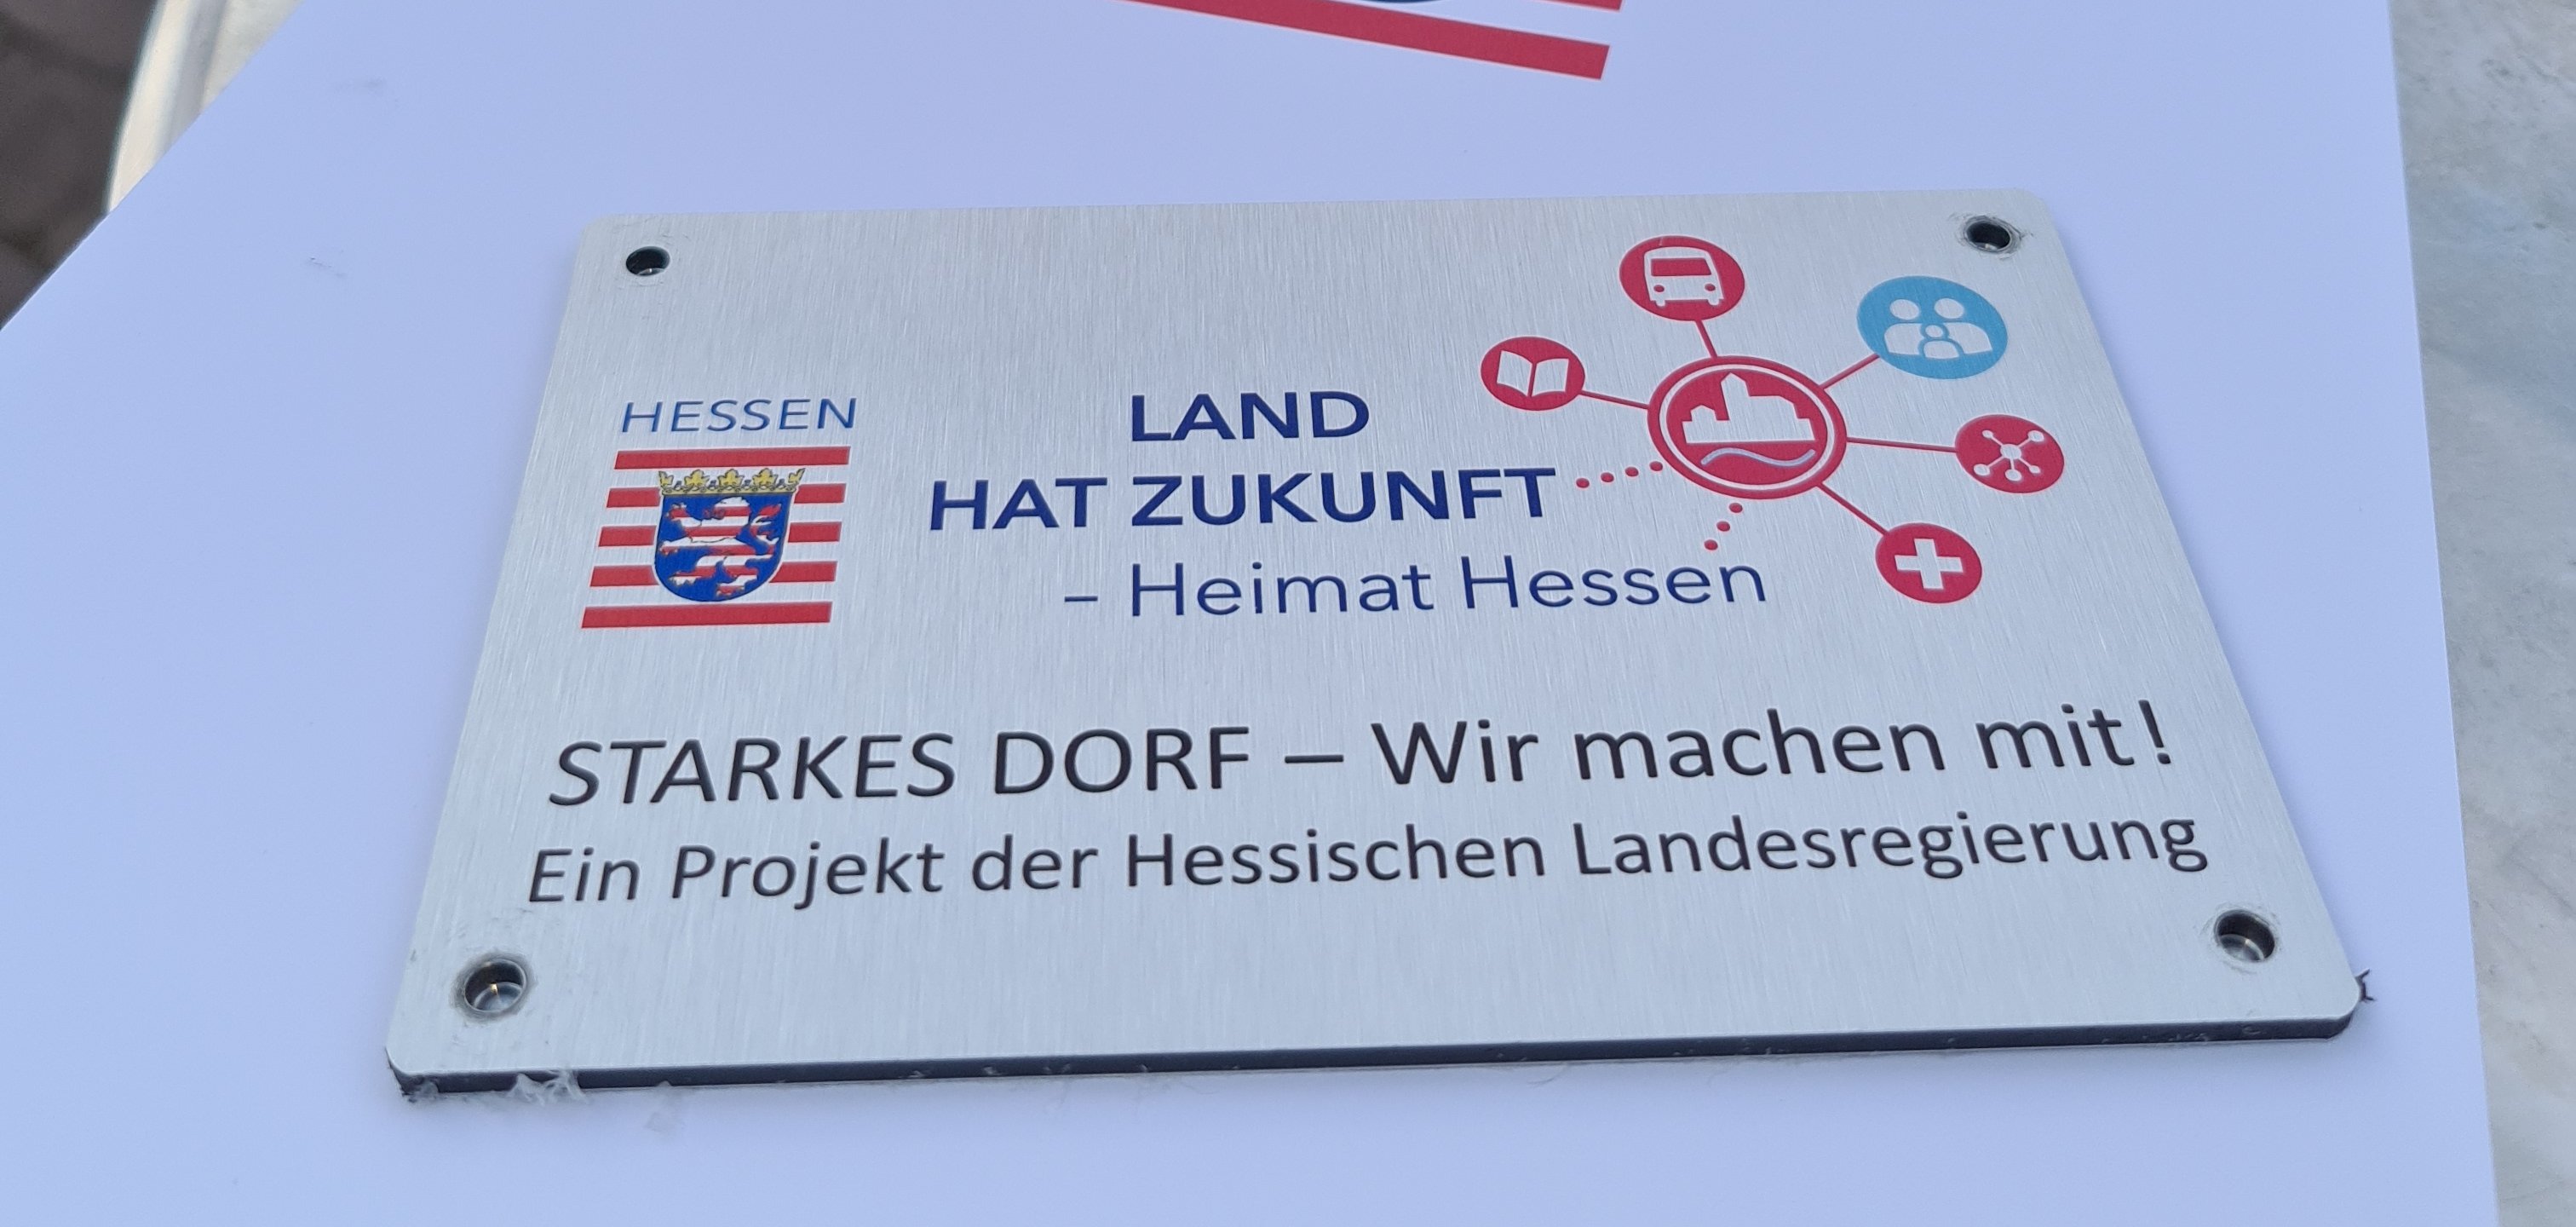 HESSEN
LAND
HAT ZUKUNFT
– Heimat Hessen
STARKES DORF – Wir machen mit!
Ein Projekt der Hessischen Landesregierung